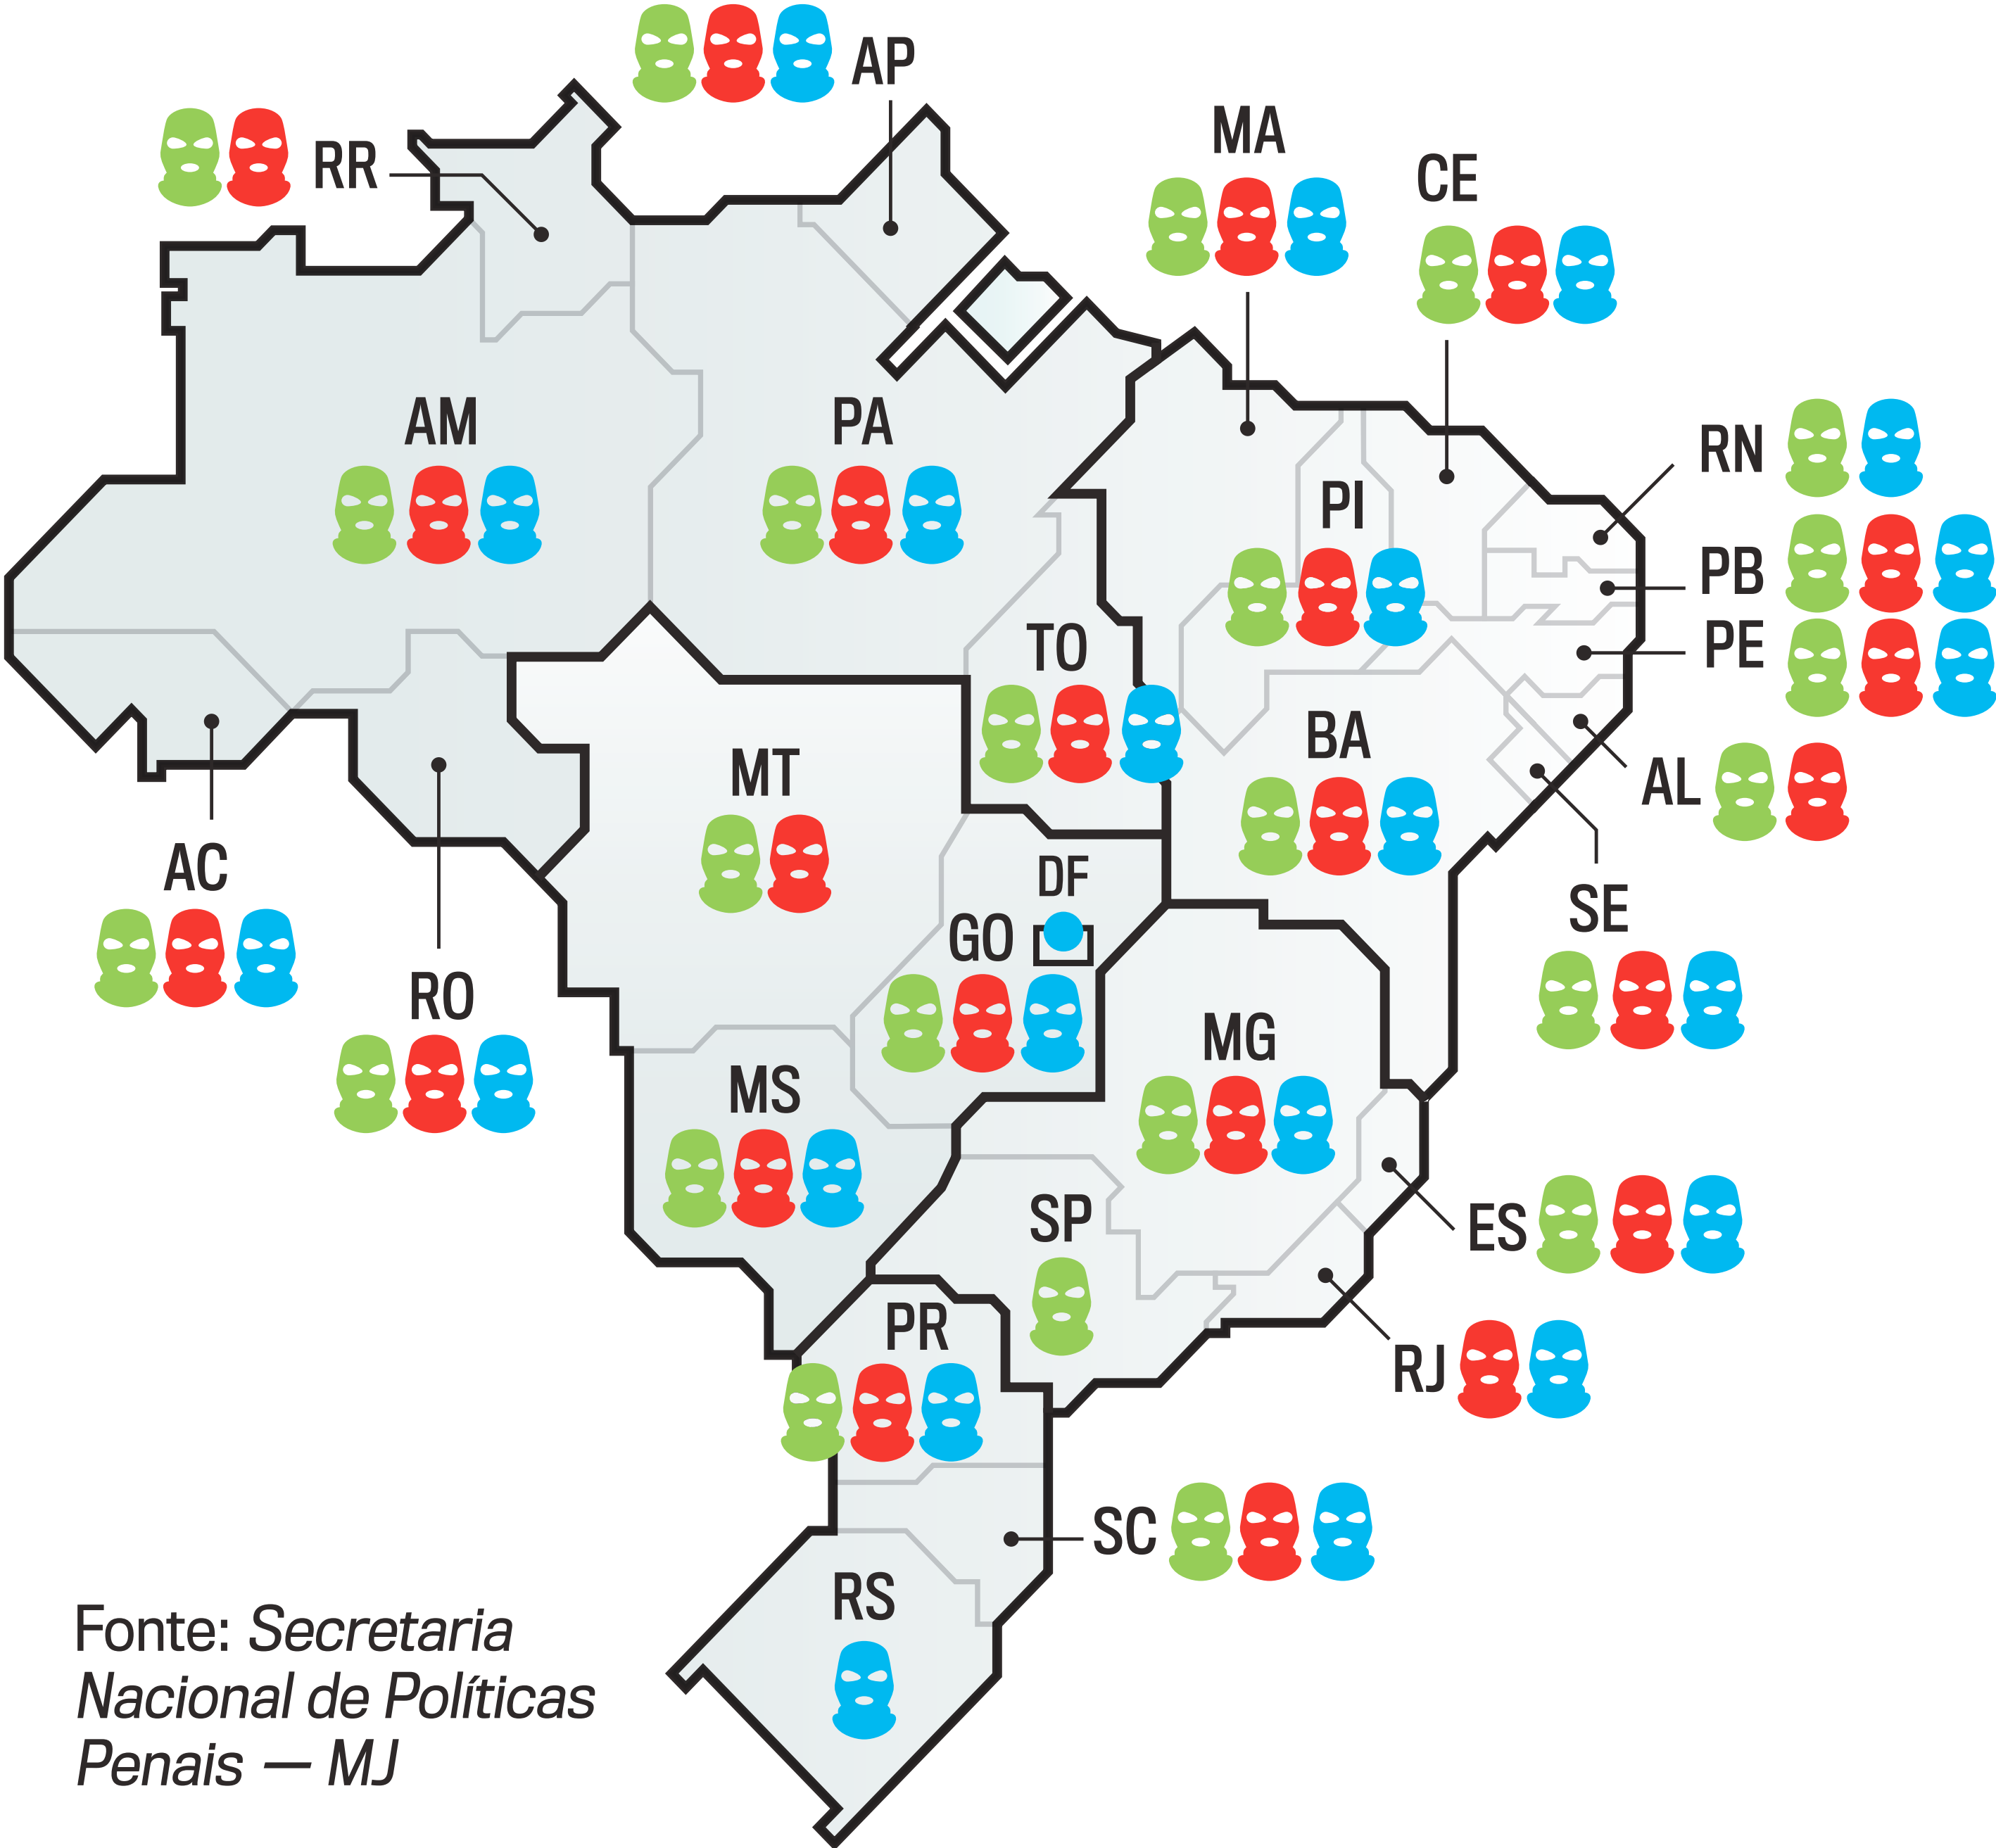 AP
RR
MA
CE
AM
PA
RN
PI
PB
PE
TO
BA
MT
AL
DF
AC
SE
GO
RO
MG
MS
SP
ES
PR
RJ
SC
RS
Fonte: Secretaria
Nacional de Políticas
Penais — MJ